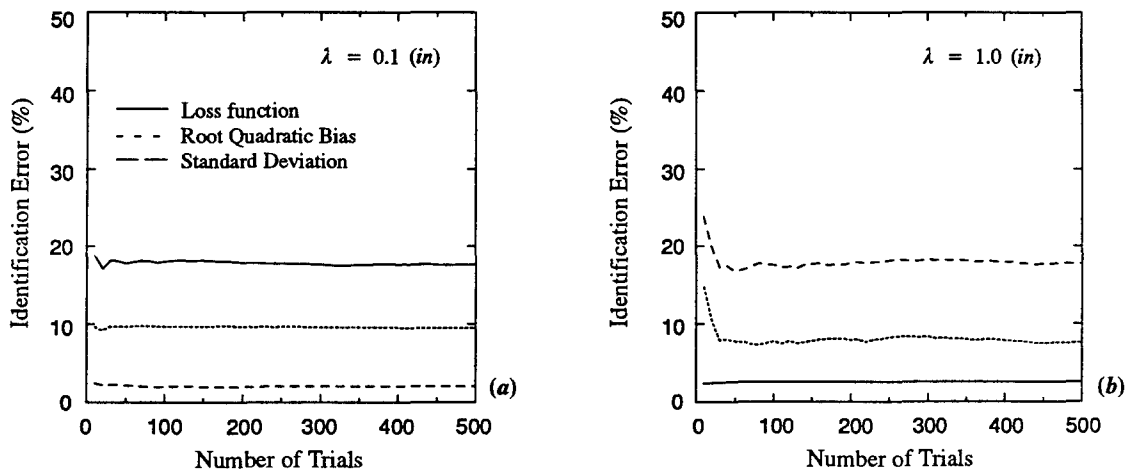 50
40
30
20
10
0
Identification Error (%)
λ = 0.1 (in)
Loss function
Root Quadratic Bias
Standard Deviation
0 100 200 300 400 500
Number of Trials
(a)
50
40
30
20
10
0
Identification Error (%)
λ = 1.0 (in)
0 100 200 300 400 500
Number of Trials
(b)